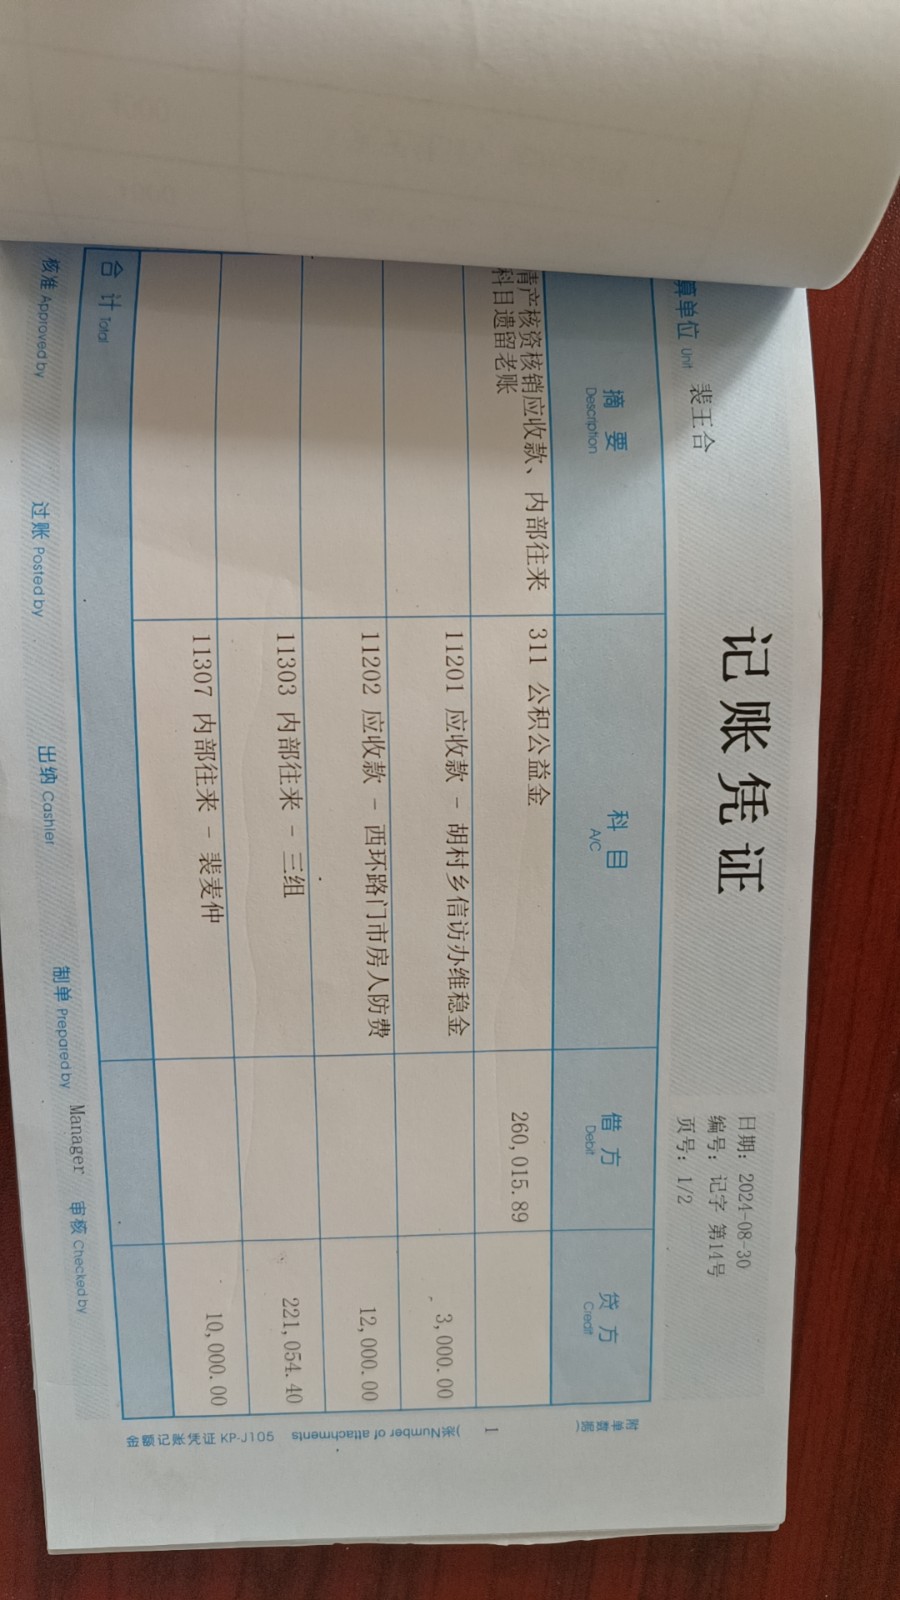 记账凭证
日期：2024-08-30
编号：记字 第14号
页号：1/2
算单位 Unit 裴王合
摘要 Description 科目 A/C 借方 Debit 贷方 Credit
清产核资核销应收款、内部往来 311 公积公益金 260,015.89
科目遗留老账
11201 应收款 - 胡村乡信访办维稳金 3,000.00
11202 应收款 - 西环路门市房人防费 12,000.00
11303 内部往来 - 三组 221,054.40
11307 内部往来 - 裴麦仲 10,000.00
合计 Total
附单据数( 1 )张(Number of attachments
金额记账凭证 KP-J105
核准 Approved by 过账 Posted by 出纳 Cashier 制单 Prepared by Manager 审核 Checked by